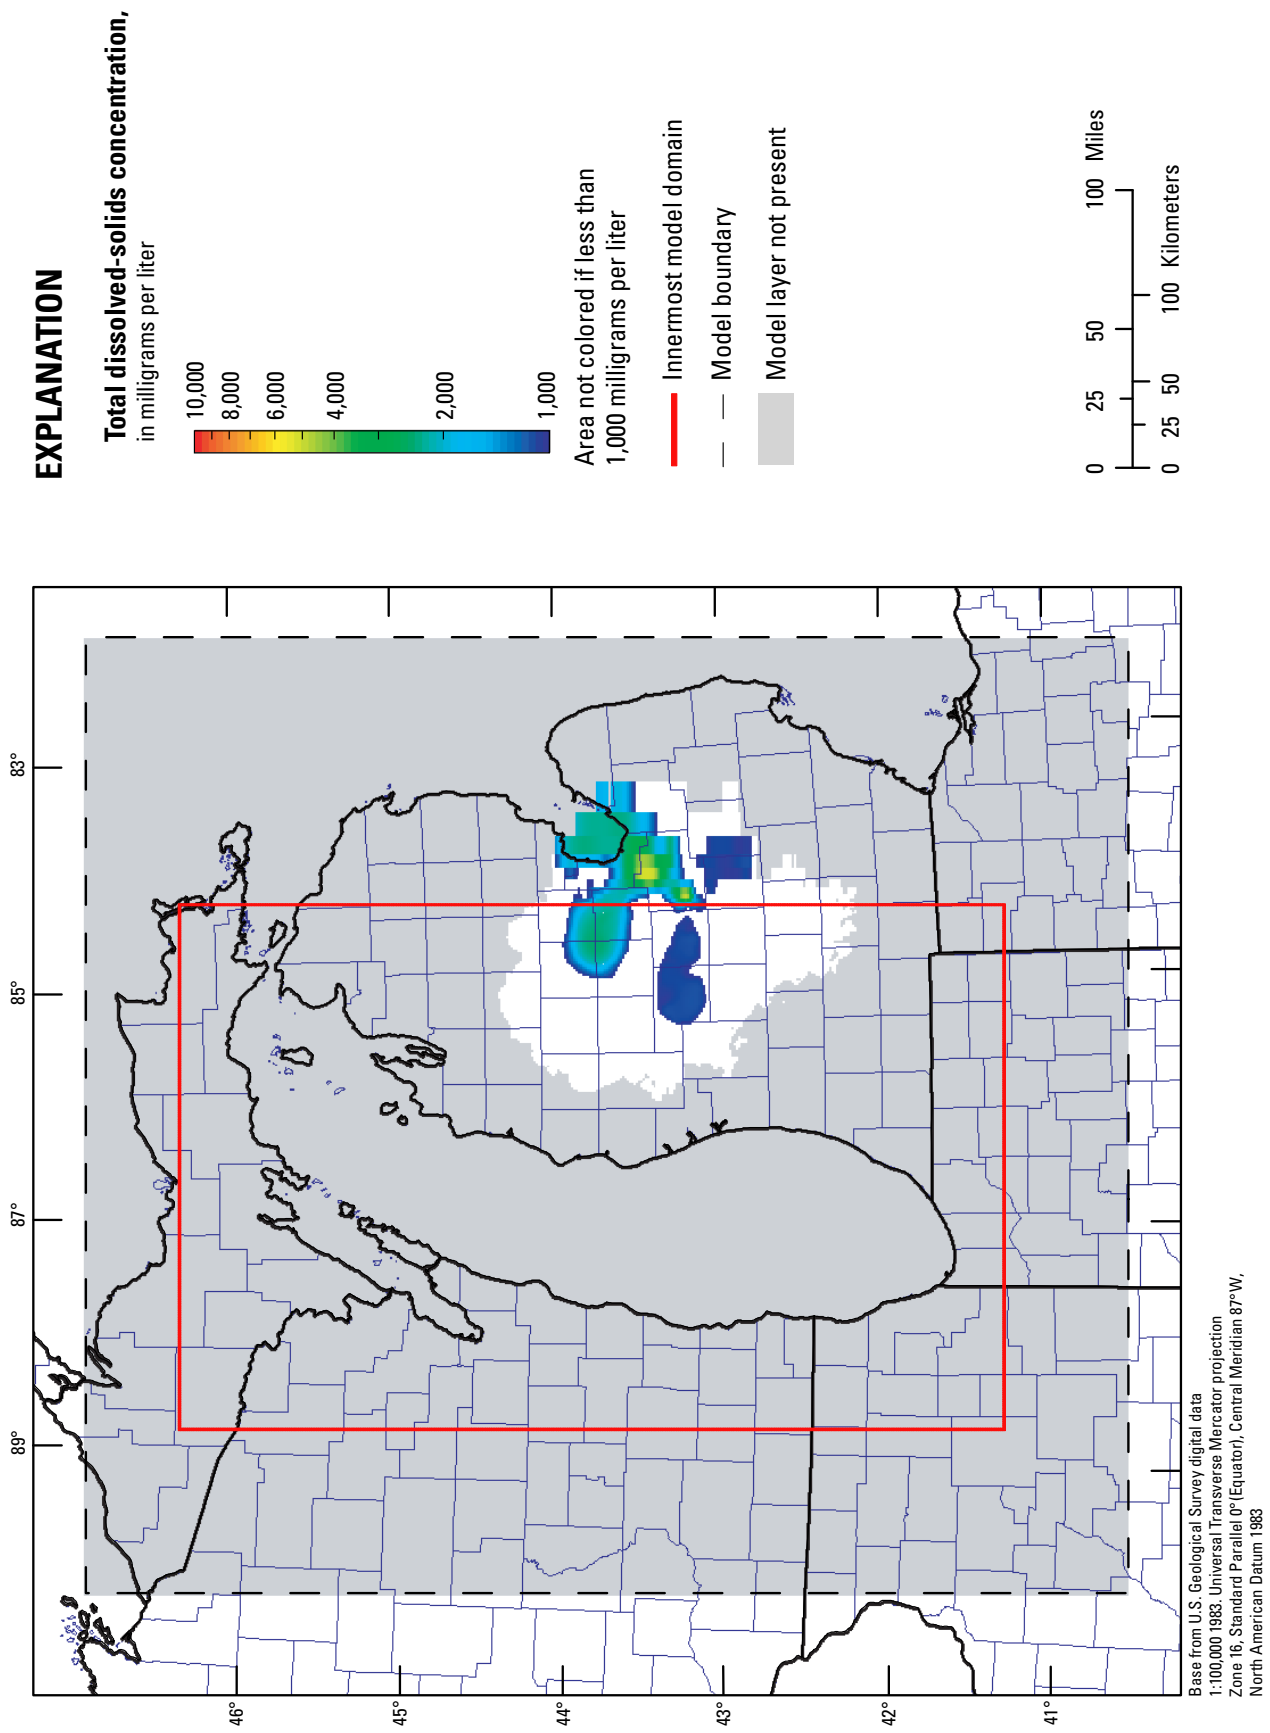 EXPLANATION
Total dissolved-solids concentration,
in milligrams per liter
10,000
8,000
6,000
4,000
2,000
1,000
Area not colored if less than
1,000 milligrams per liter
Innermost model domain
Model boundary
Model layer not present
0 25 50 100 Miles
0 25 50 100 Kilometers
89° 87° 85° 83°
46°
45°
44°
43°
42°
41°
Base from U.S. Geological Survey digital data
1:100,000 1983. Universal Transverse Mercator projection
Zone 16, Standard Parallel 0° (Equator), Central Meridian 87° W,
North American Datum 1983